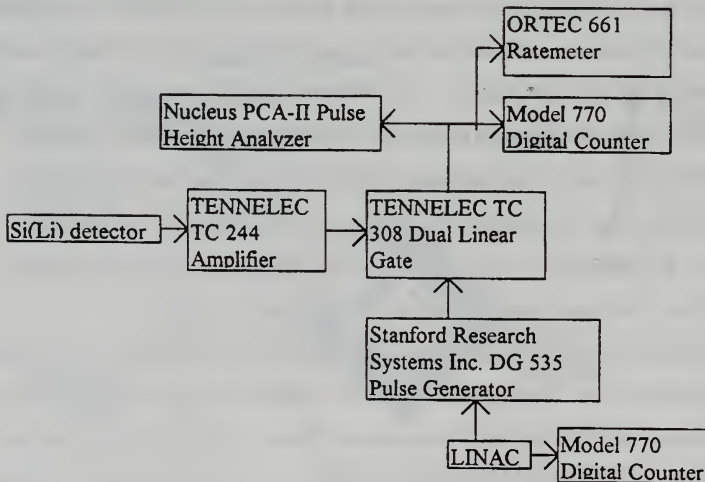 ORTEC 661
Ratemeter
Nucleus PCA-II Pulse
Height Analyzer
Model 770
Digital Counter
Si(Li) detector
TENNELEC
TC 244
Amplifier
TENNELEC TC
308 Dual Linear
Gate
Stanford Research
Systems Inc. DG 535
Pulse Generator
LINAC
Model 770
Digital Counter